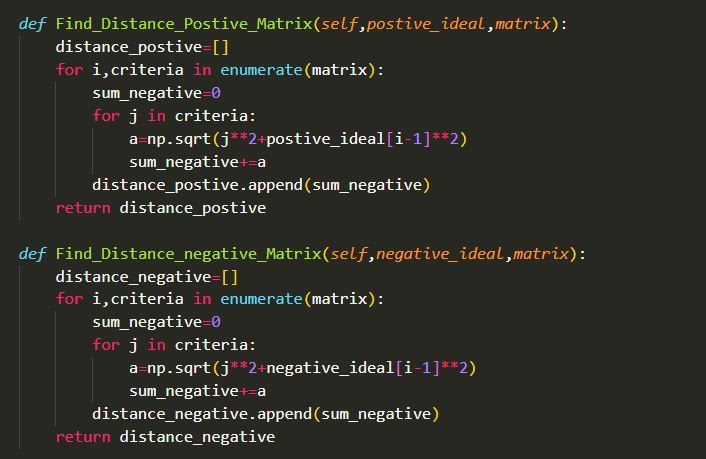 def Find_Distance_Postive_Matrix(self,postive_ideal,matrix):
    distance_postive=[]
    for i,criteria in enumerate(matrix):
        sum_negative=0
        for j in criteria:
            a=np.sqrt(j**2+postive_ideal[i-1]**2)
            sum_negative+=a
        distance_postive.append(sum_negative)
    return distance_postive

def Find_Distance_negative_Matrix(self,negative_ideal,matrix):
    distance_negative=[]
    for i,criteria in enumerate(matrix):
        sum_negative=0
        for j in criteria:
            a=np.sqrt(j**2+negative_ideal[i-1]**2)
            sum_negative+=a
        distance_negative.append(sum_negative)
    return distance_negative